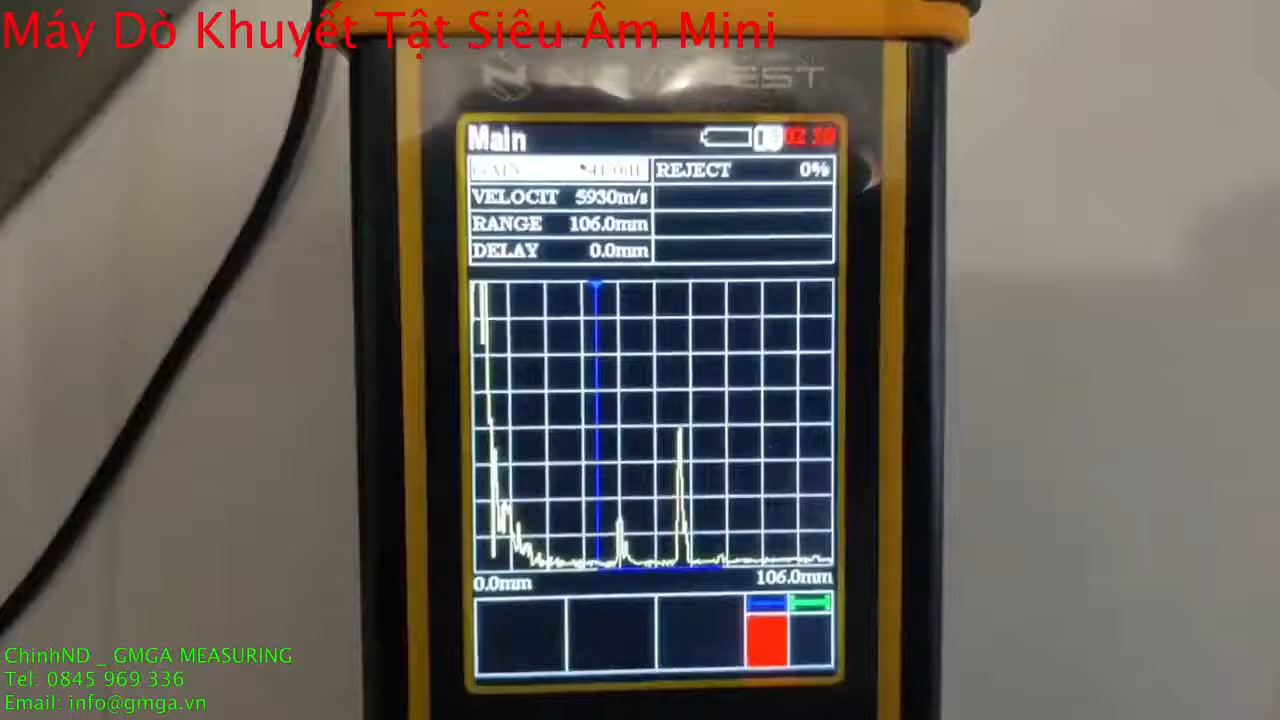 Máy Dò Khuyết Tật Siêu Âm Mini
Main
GAIN REJECT 0%
VELOCIT 5930m/s
RANGE 106.0mm
DELAY 0.0mm
0.0mm 106.0mm
ChinhND _ GMGA MEASURING
Tel: 0845 969 336
Email: info@gmga.vn